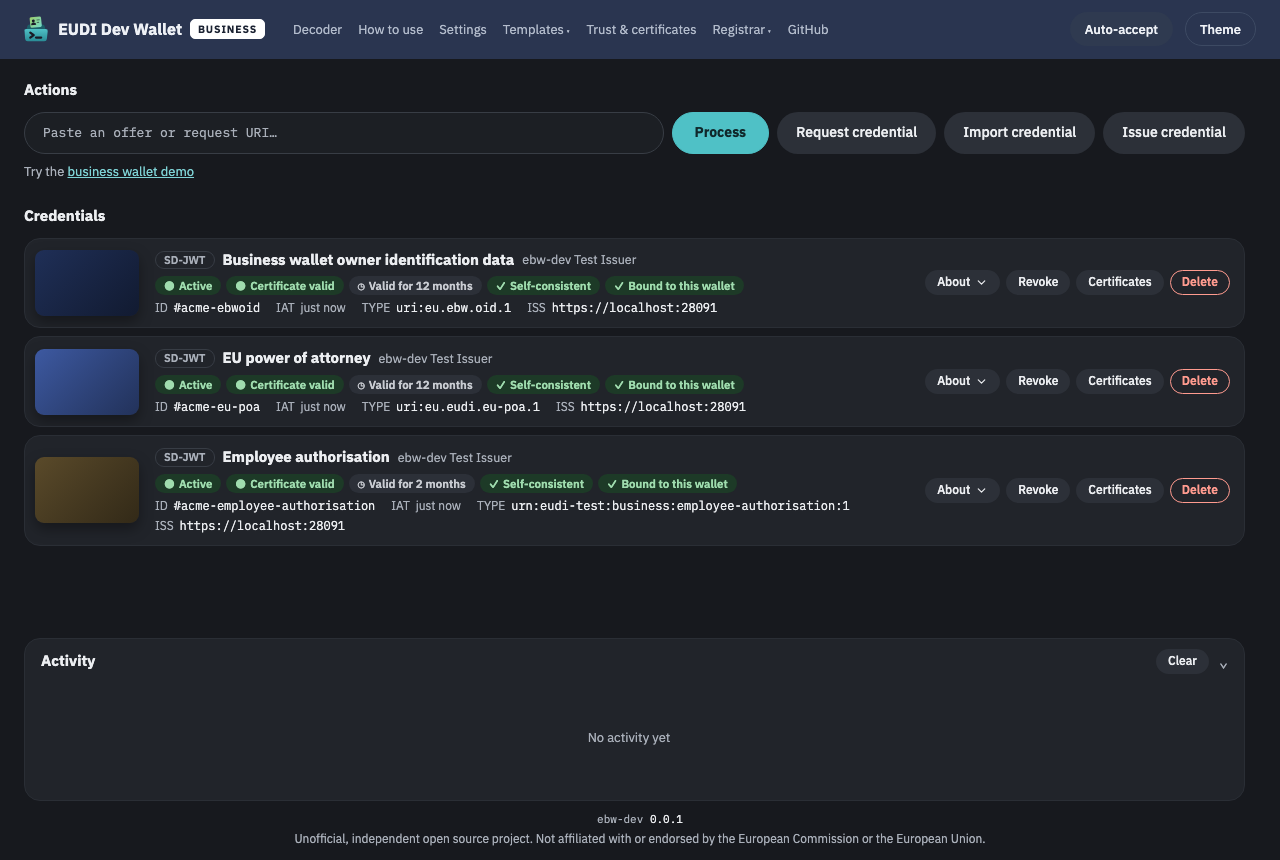 EUDI Dev Wallet BUSINESS Decoder How to use Settings Templates Trust & certificates Registrar GitHub Auto-accept Theme
Actions
Paste an offer or request URI… Process Request credential Import credential Issue credential
Try the business wallet demo
Credentials
SD-JWT Business wallet owner identification data ebw-dev Test Issuer
Active Certificate valid Valid for 12 months ✓ Self-consistent ✓ Bound to this wallet
About Revoke Certificates Delete
ID #acme-ebwoid IAT just now TYPE uri:eu.ebw.oid.1 ISS https://localhost:28091
SD-JWT EU power of attorney ebw-dev Test Issuer
Active Certificate valid Valid for 12 months ✓ Self-consistent ✓ Bound to this wallet
About Revoke Certificates Delete
ID #acme-eu-poa IAT just now TYPE uri:eu.eudi.eu-poa.1 ISS https://localhost:28091
SD-JWT Employee authorisation ebw-dev Test Issuer
Active Certificate valid Valid for 2 months ✓ Self-consistent ✓ Bound to this wallet
About Revoke Certificates Delete
ID #acme-employee-authorisation IAT just now TYPE urn:eudi-test:business:employee-authorisation:1
ISS https://localhost:28091
Activity Clear
No activity yet
ebw-dev 0.0.1
Unofficial, independent open source project. Not affiliated with or endorsed by the European Commission or the European Union.